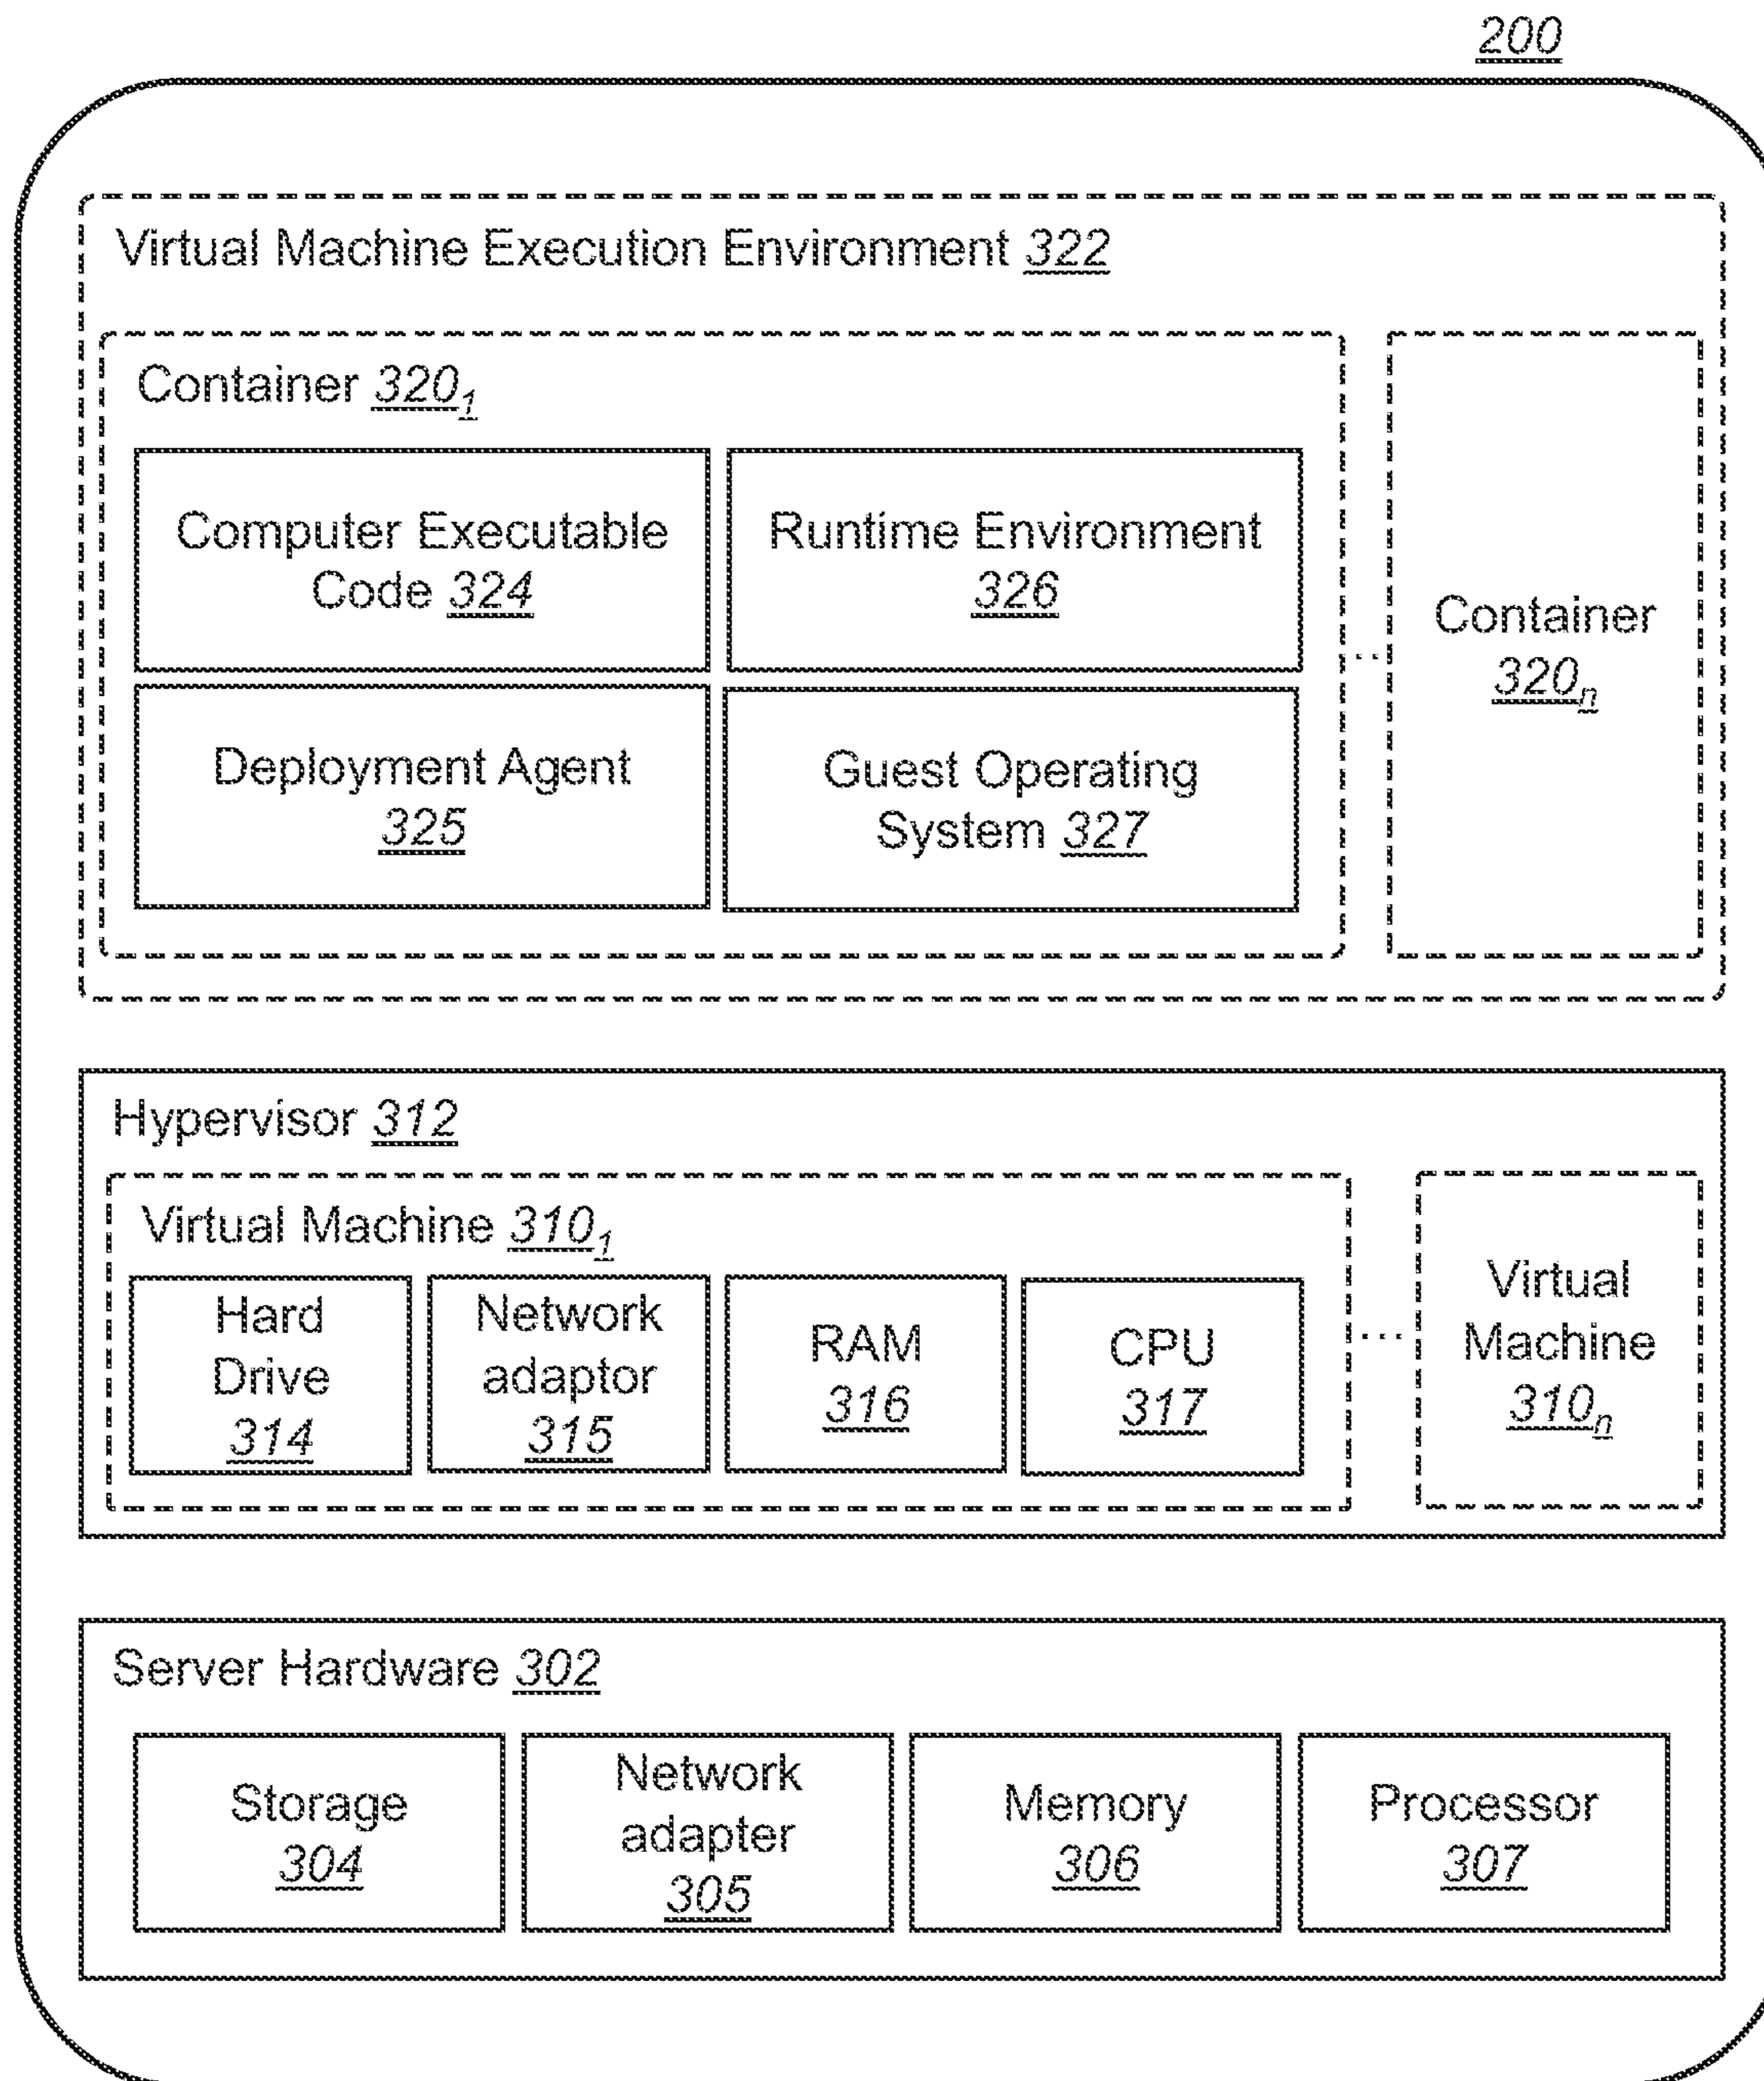 200
Virtual Machine Execution Environment 322
Container 320₁
Computer Executable
Code 324
Runtime Environment
326
Deployment Agent
325
Guest Operating
System 327
...
Container
320ₙ
Hypervisor 312
Virtual Machine 310₁
Hard
Drive
314
Network
adaptor
315
RAM
316
CPU
317
...
Virtual
Machine
310ₙ
Server Hardware 302
Storage
304
Network
adapter
305
Memory
306
Processor
307